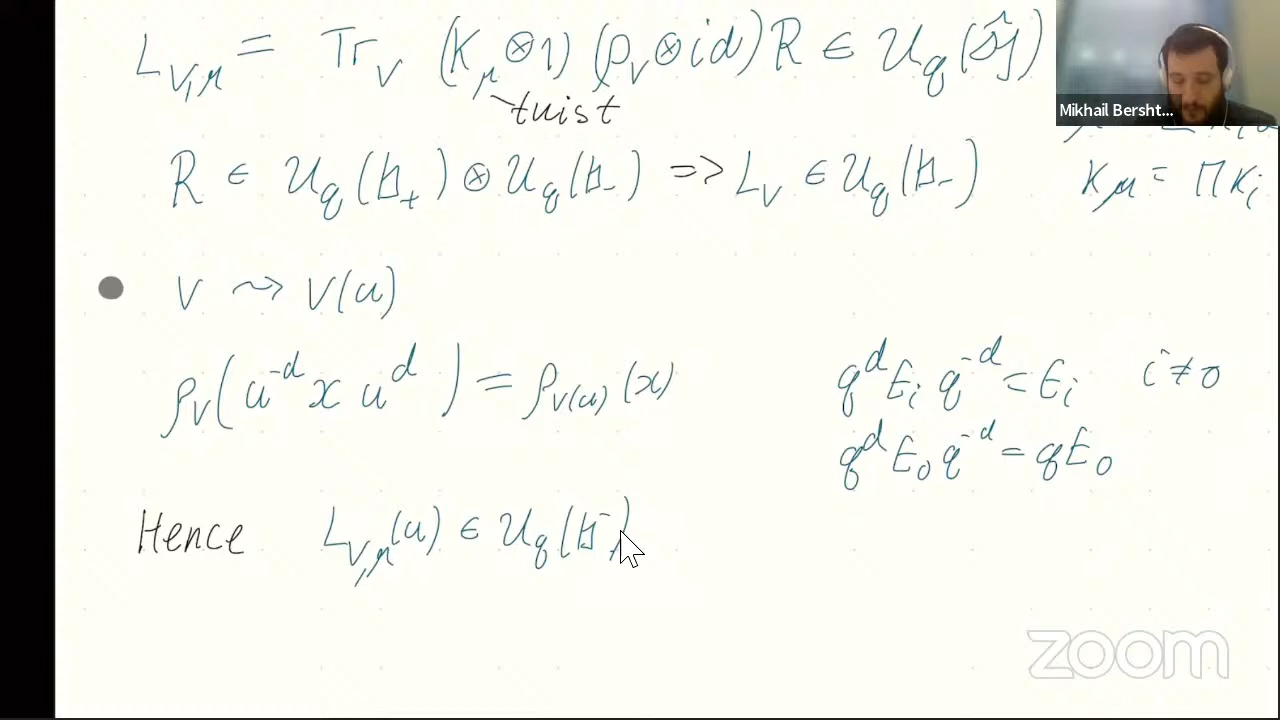 L_{V,μ} = Tr_V (K_μ ⊗ 1) (ρ_V ⊗ id) R ∈ U_q(ĝ)
twist
Mikhail Bersht...
R ∈ U_q(b_+) ⊗ U_q(b_-) => L_V ∈ U_q(b_-)
K_μ = Π K_i
V ⇝ V(u)
ρ_V(u^{-d} x u^d) = ρ_{V(u)}(x)
q^d E_i q^{-d} = E_i i ≠ 0
q^d E_0 q^{-d} = q E_0
Hence L_{V,μ}(u) ∈ U_q(b^-)
zoom